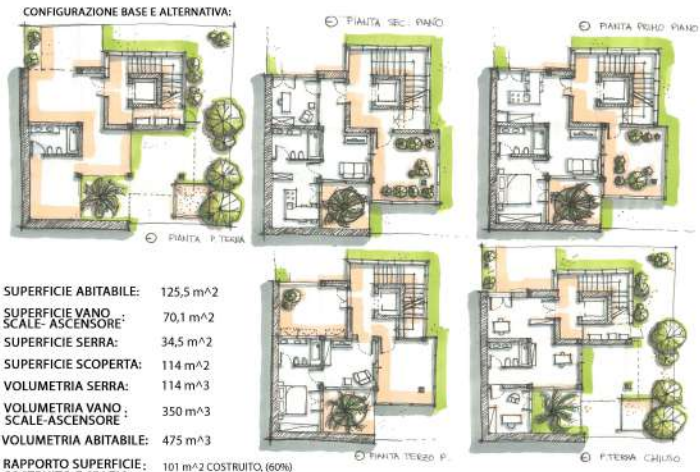 CONFIGURAZIONE BASE E ALTERNATIVA:
PIANTA SEC. PIANO
PIANTA PRIMO PIANO
PIANTA P. TERRA
SUPERFICIE ABITABILE: 125,5 m^2
SUPERFICIE VANO
SCALE- ASCENSORE : 70,1 m^2
SUPERFICIE SERRA: 34,5 m^2
SUPERFICIE SCOPERTA: 114 m^2
VOLUMETRIA SERRA: 114 m^3
VOLUMETRIA VANO
SCALE-ASCENSORE : 350 m^3
VOLUMETRIA ABITABILE: 475 m^3
RAPPORTO SUPERFICIE: 101 m^2 COSTRUITO, (60%)
PIANTA TERZO P.
P. TERRA CHIUSO